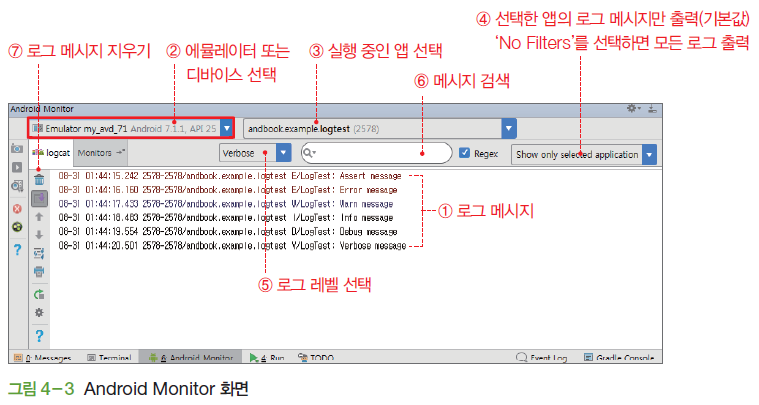 ④ 선택한 앱의 로그 메시지만 출력(기본값)
'No Filters'를 선택하면 모든 로그 출력
⑦ 로그 메시지 지우기
② 에뮬레이터 또는
디바이스 선택
③ 실행 중인 앱 선택
⑥ 메시지 검색
Android Monitor
Emulator my_avd_71 Android 7.1.1, API 25
andbook.example.logtest (2578)
logcat
Monitors
Verbose
Regex
Show only selected application
08-31 01:44:15.242 2578-2578/andbook.example.logtest E/LogTest: Assert message
08-31 01:44:16.160 2578-2578/andbook.example.logtest E/LogTest: Error message
08-31 01:44:17.433 2578-2578/andbook.example.logtest W/LogTest: Warn message
08-31 01:44:18.483 2578-2578/andbook.example.logtest I/LogTest: Info message
08-31 01:44:19.554 2578-2578/andbook.example.logtest D/LogTest: Debug message
08-31 01:44:20.501 2578-2578/andbook.example.logtest V/LogTest: Verbose message
① 로그 메시지
⑤ 로그 레벨 선택
0: Messages
Terminal
6: Android Monitor
4: Run
TODO
Event Log
Gradle Console
그림 4-3 Android Monitor 화면